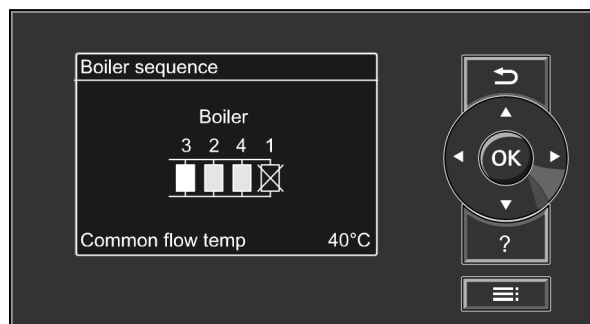 Boiler sequence
Boiler
3 2 4 1
Common flow temp 40°C
OK
?